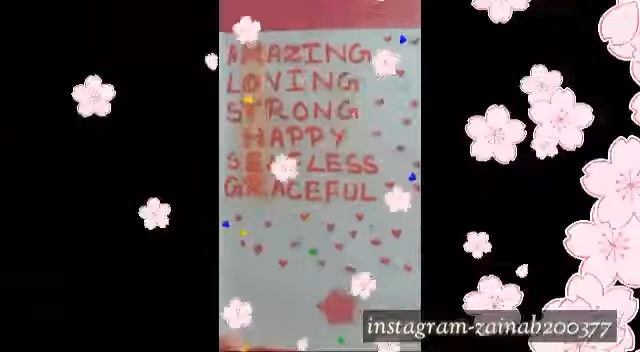 AMAZING
LOVING
STRONG
HAPPY
SELFLESS
GRACEFUL
instagram-zainab200377